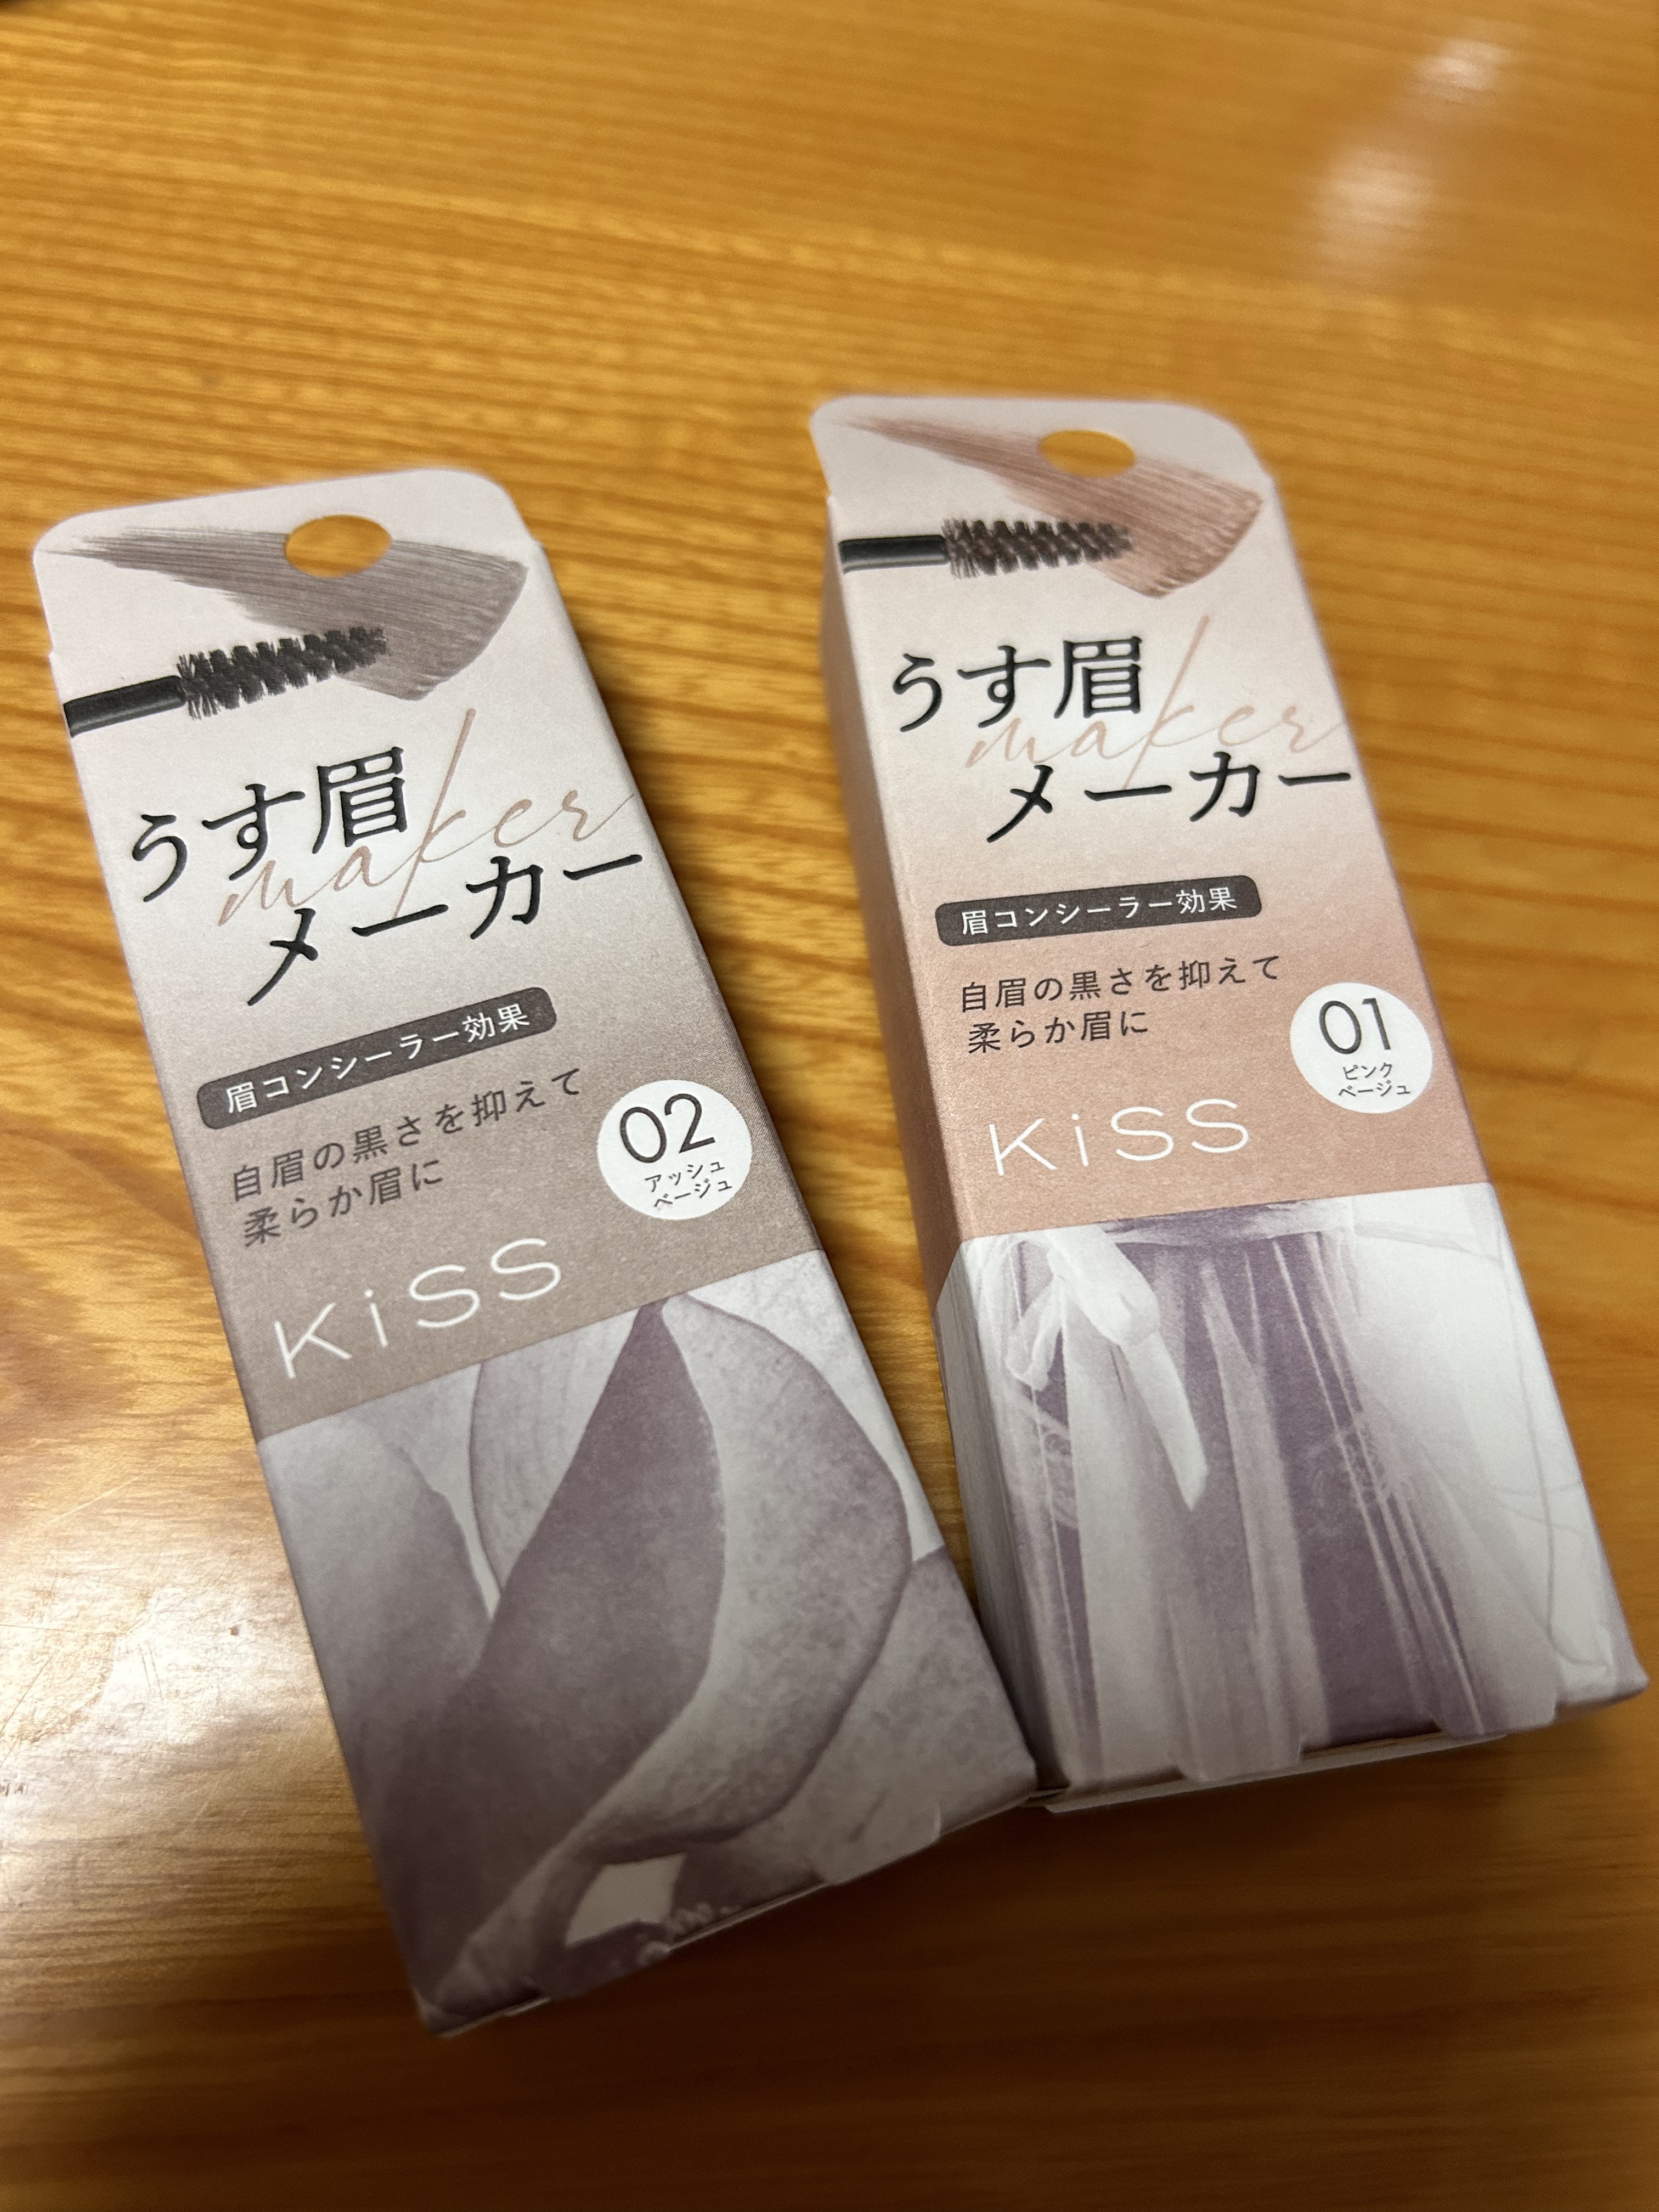 うす眉
maker
メーカー
眉コンシーラー効果
自眉の黒さを抑えて
柔らか眉に
02
アッシュ
ベージュ
KiSS
うす眉
maker
メーカー
眉コンシーラー効果
自眉の黒さを抑えて
柔らか眉に
01
ピンク
ベージュ
KiSS